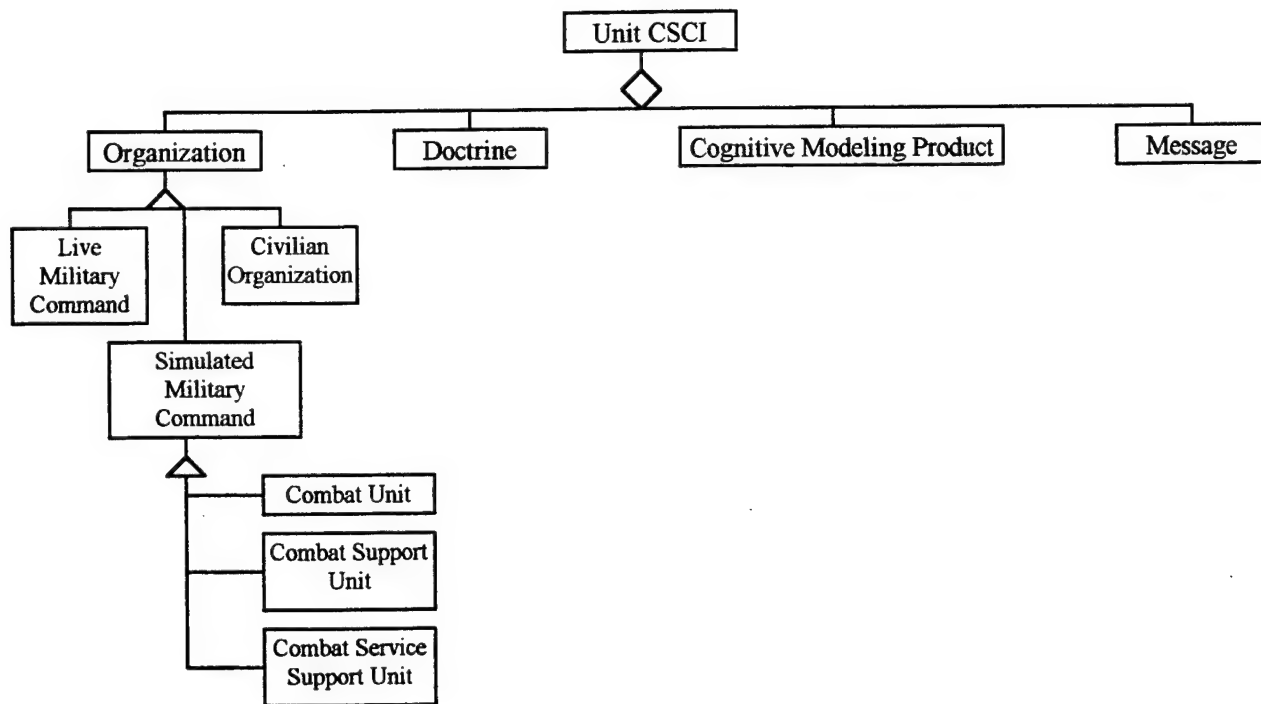 Unit CSCI
Organization
Doctrine
Cognitive Modeling Product
Message
Live
Military
Command
Civilian
Organization
Simulated
Military
Command
Combat Unit
Combat Support
Unit
Combat Service
Support Unit